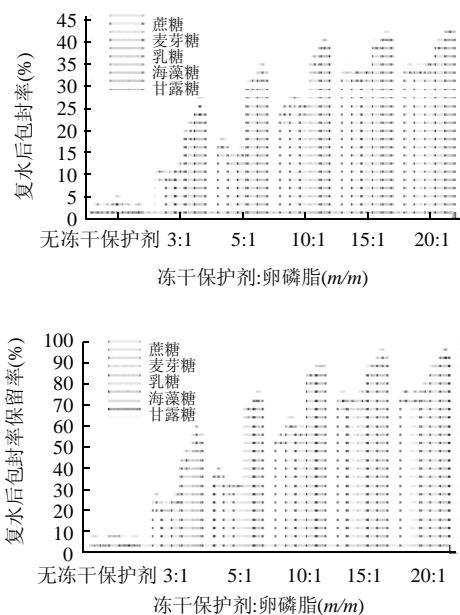 45
40
35
30
25
20
15
10
5
0
复水后包封率(%)
蔗糖
麦芽糖
乳糖
海藻糖
甘露糖
无冻干保护剂 3:1 5:1 10:1 15:1 20:1
冻干保护剂:卵磷脂(m/m)
100
90
80
70
60
50
40
30
20
10
0
复水后包封率保留率(%)
蔗糖
麦芽糖
乳糖
海藻糖
甘露糖
无冻干保护剂 3:1 5:1 10:1 15:1 20:1
冻干保护剂:卵磷脂(m/m)